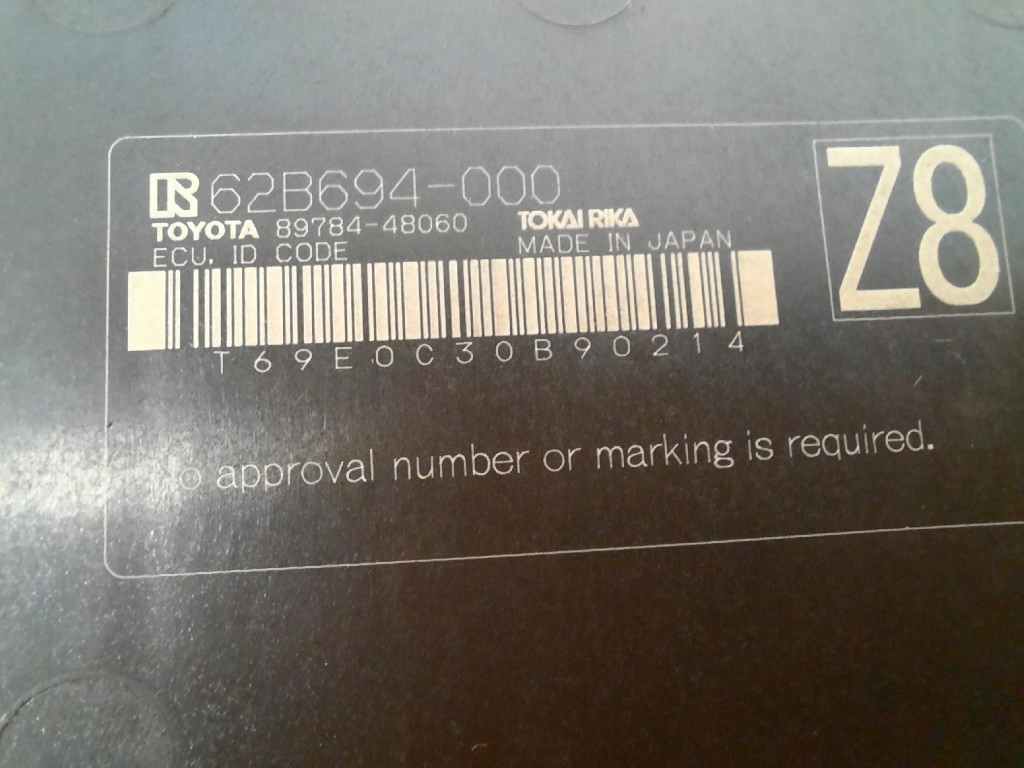 R 62B694-000
TOYOTA 89784-48060 TOKAI RIKA
ECU. ID CODE MADE IN JAPAN
T69E0C30B90214
No approval number or marking is required.
Z8